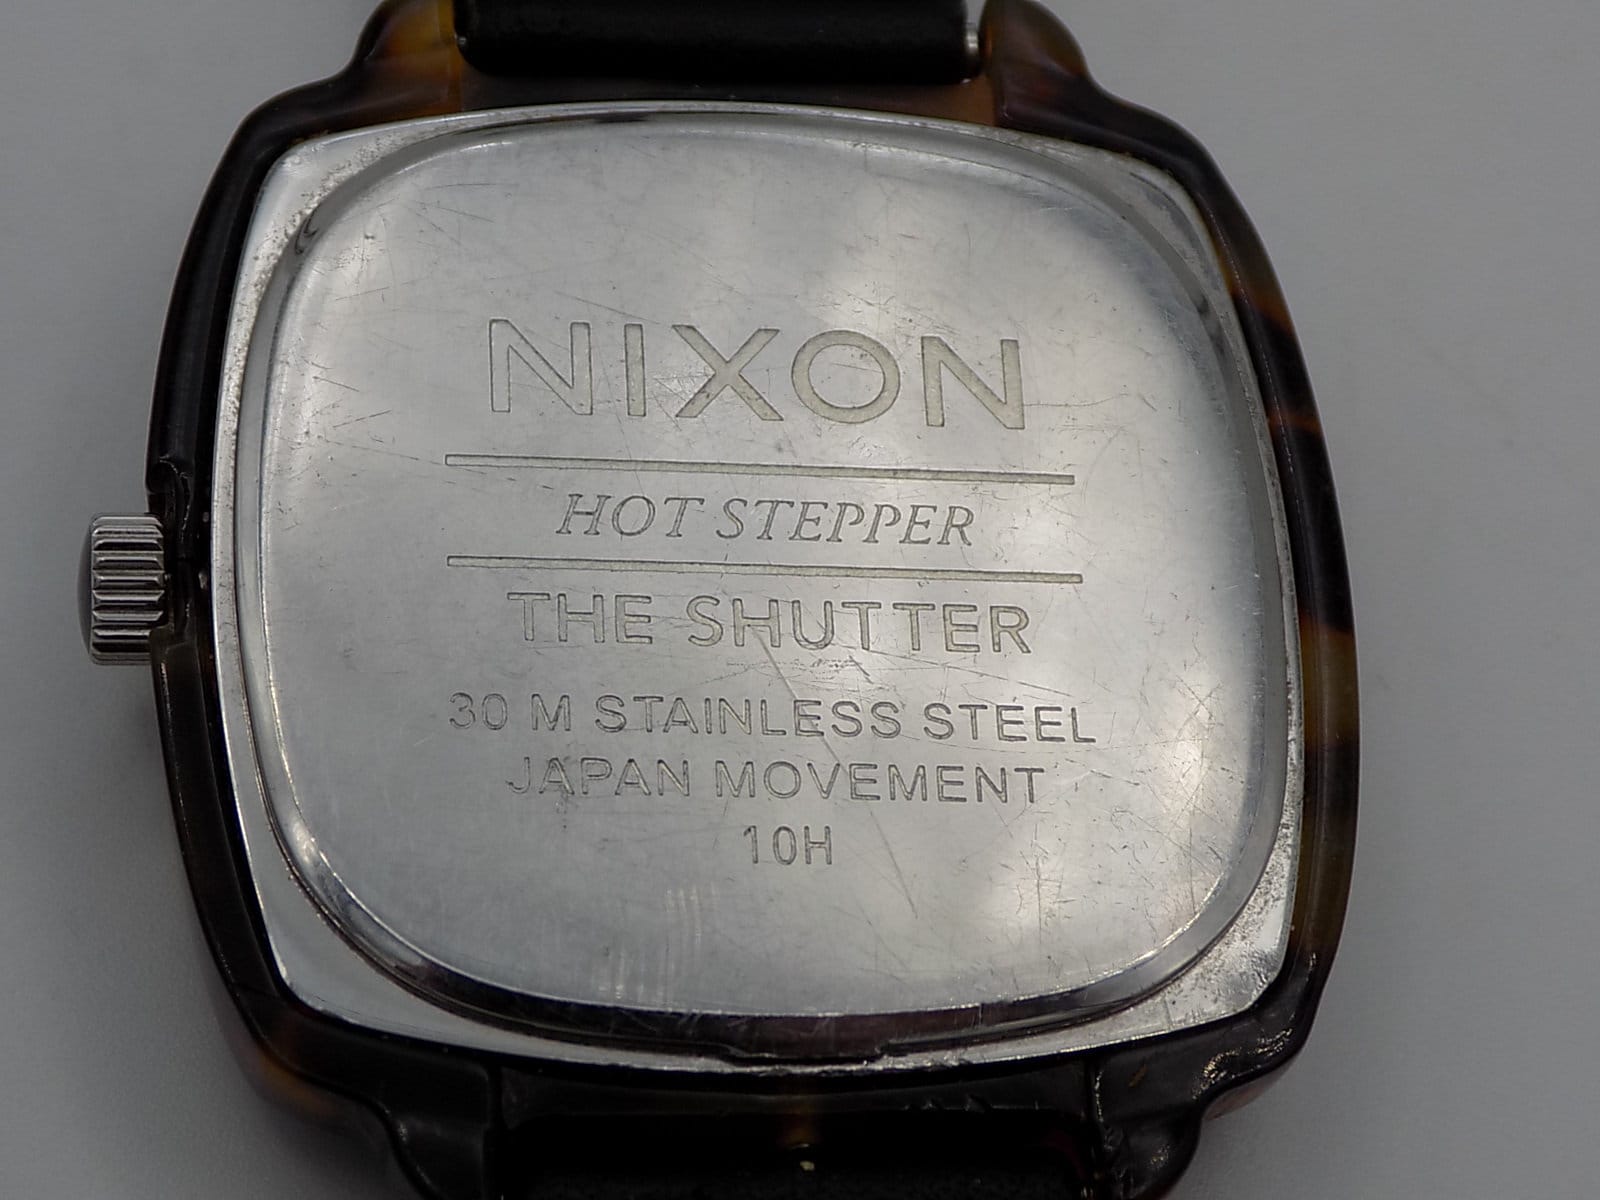 NIXON
HOT STEPPER
THE SHUTTER
30 M STAINLESS STEEL
JAPAN MOVEMENT
10H